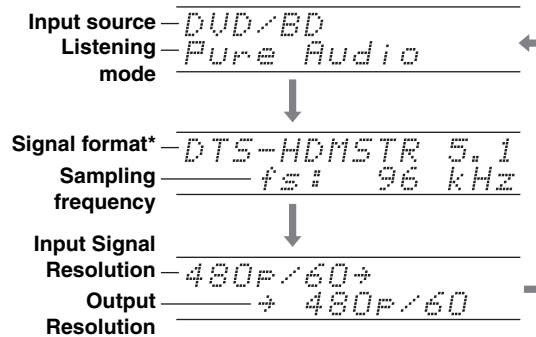 Input source
DVD/BD
Listening mode
Pure Audio
Signal format*
DTS-HDMSTR 5.1
Sampling frequency
fs: 96 kHz
Input Signal Resolution
480p/60→
Output Resolution
→ 480p/60